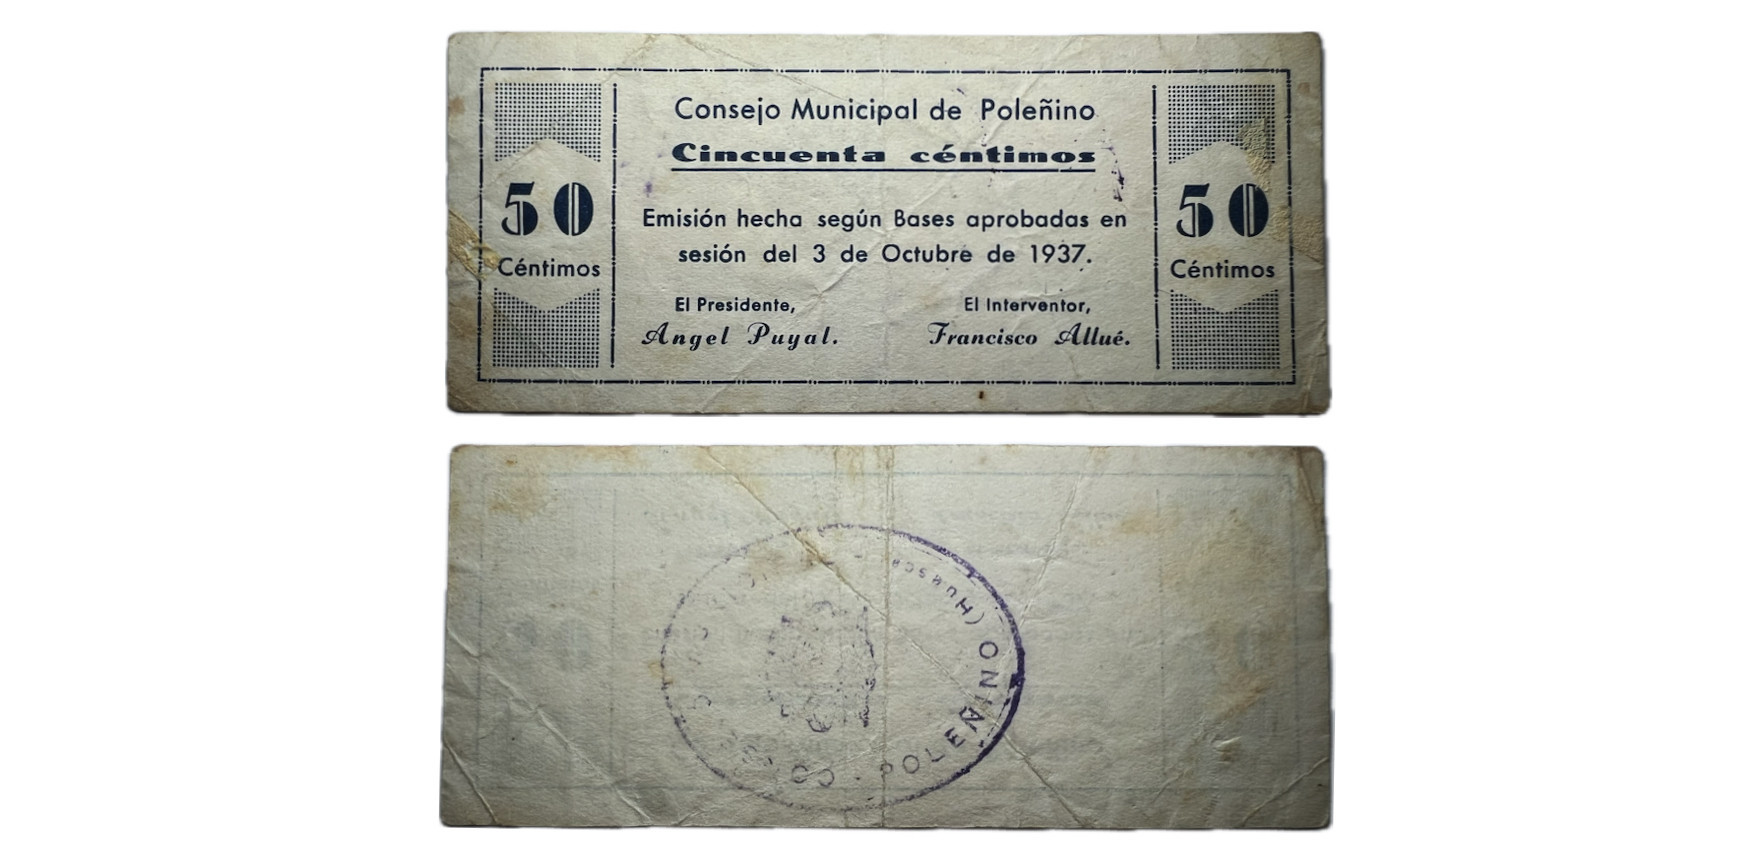 Consejo Municipal de Poleñino
Cincuenta céntimos
50
Céntimos
Emisión hecha según Bases aprobadas en
sesión del 3 de Octubre de 1937.
El Presidente,
Angel Puyal.
El Interventor,
Francisco Allué.
50
Céntimos
POLEÑINO (Huesca